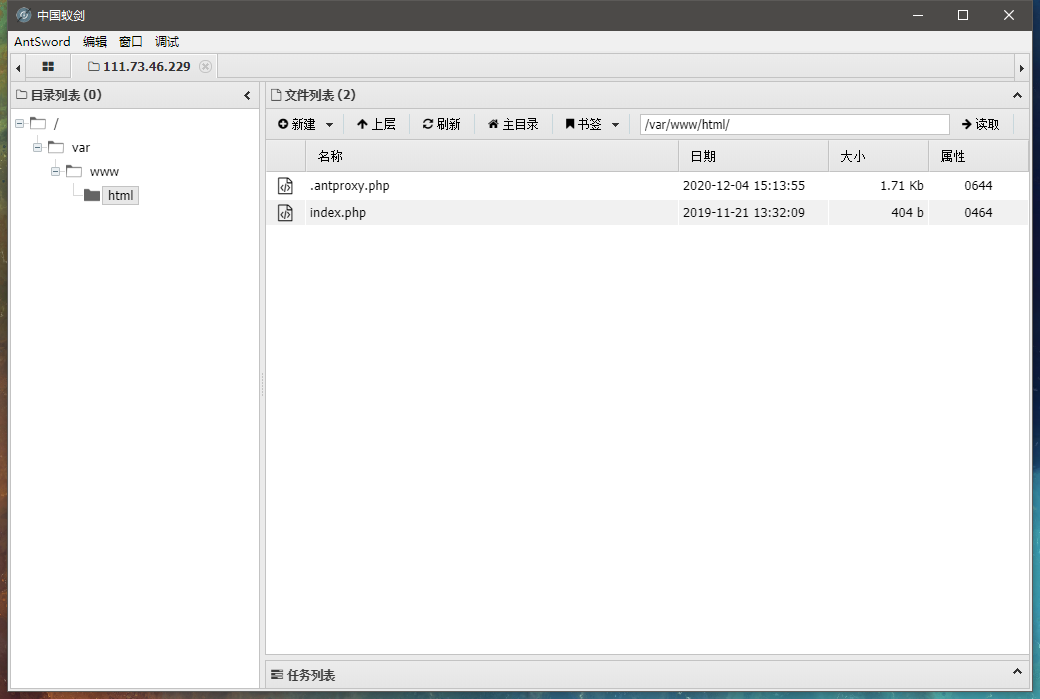 中国蚁剑
AntSword 编辑 窗口 调试
111.73.46.229
目录列表 (0)
/
var
www
html
文件列表 (2)
新建 上层 刷新 主目录 书签 /var/www/html/ 读取
名称 日期 大小 属性
.antproxy.php 2020-12-04 15:13:55 1.71 Kb 0644
index.php 2019-11-21 13:32:09 404 b 0464
任务列表